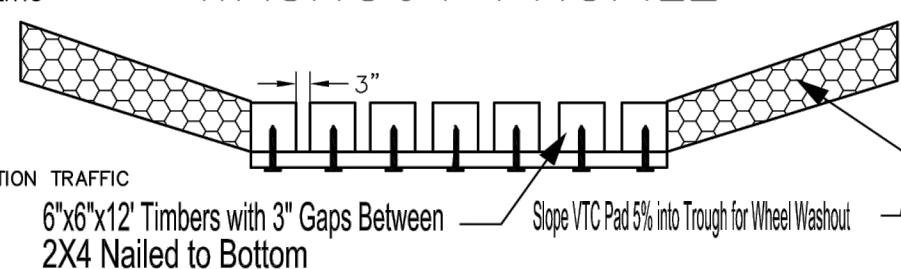 3"
TION TRAFFIC
6"x6"x12' Timbers with 3" Gaps Between
2X4 Nailed to Bottom
Slope VTC Pad 5% into Trough for Wheel Washout